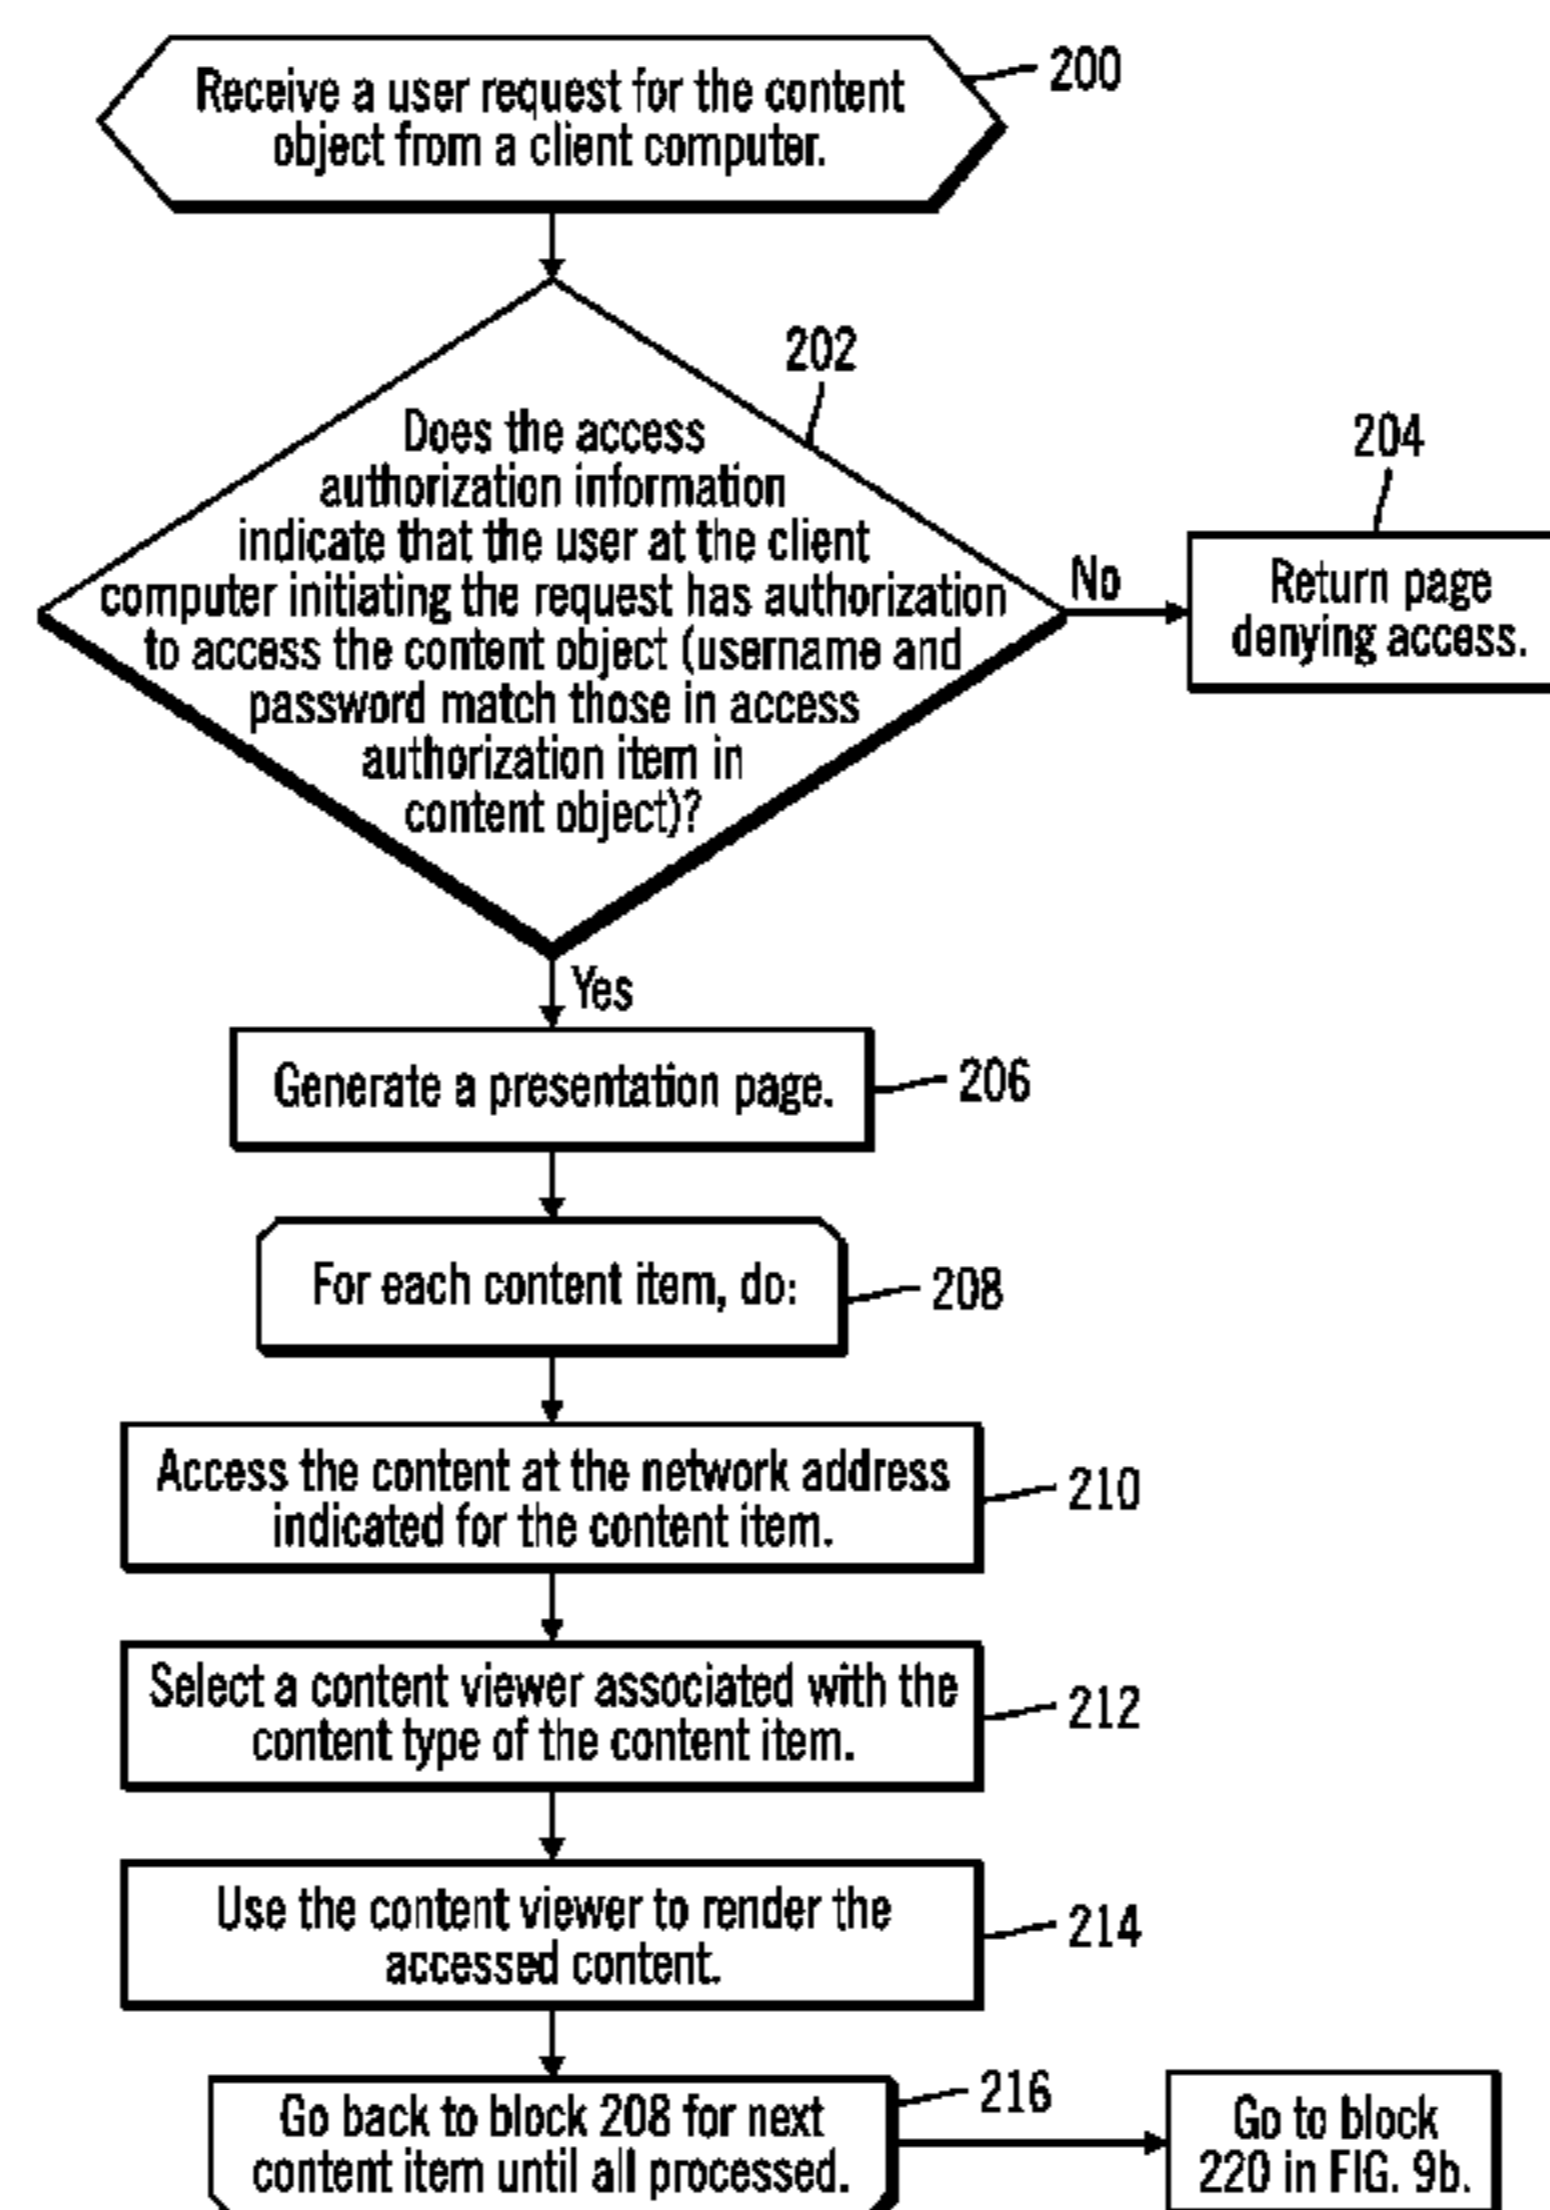 Receive a user request for the content
object from a client computer.
200
202
Does the access
authorization information
indicate that the user at the client
computer initiating the request has authorization
to access the content object (username and
password match those in access
authorization item in
content object)?
No
204
Return page
denying access.
Yes
Generate a presentation page.
206
For each content item, do:
208
Access the content at the network address
indicated for the content item.
210
Select a content viewer associated with the
content type of the content item.
212
Use the content viewer to render the
accessed content.
214
Go back to block 208 for next
content item until all processed.
216
Go to block
220 in FIG. 9b.